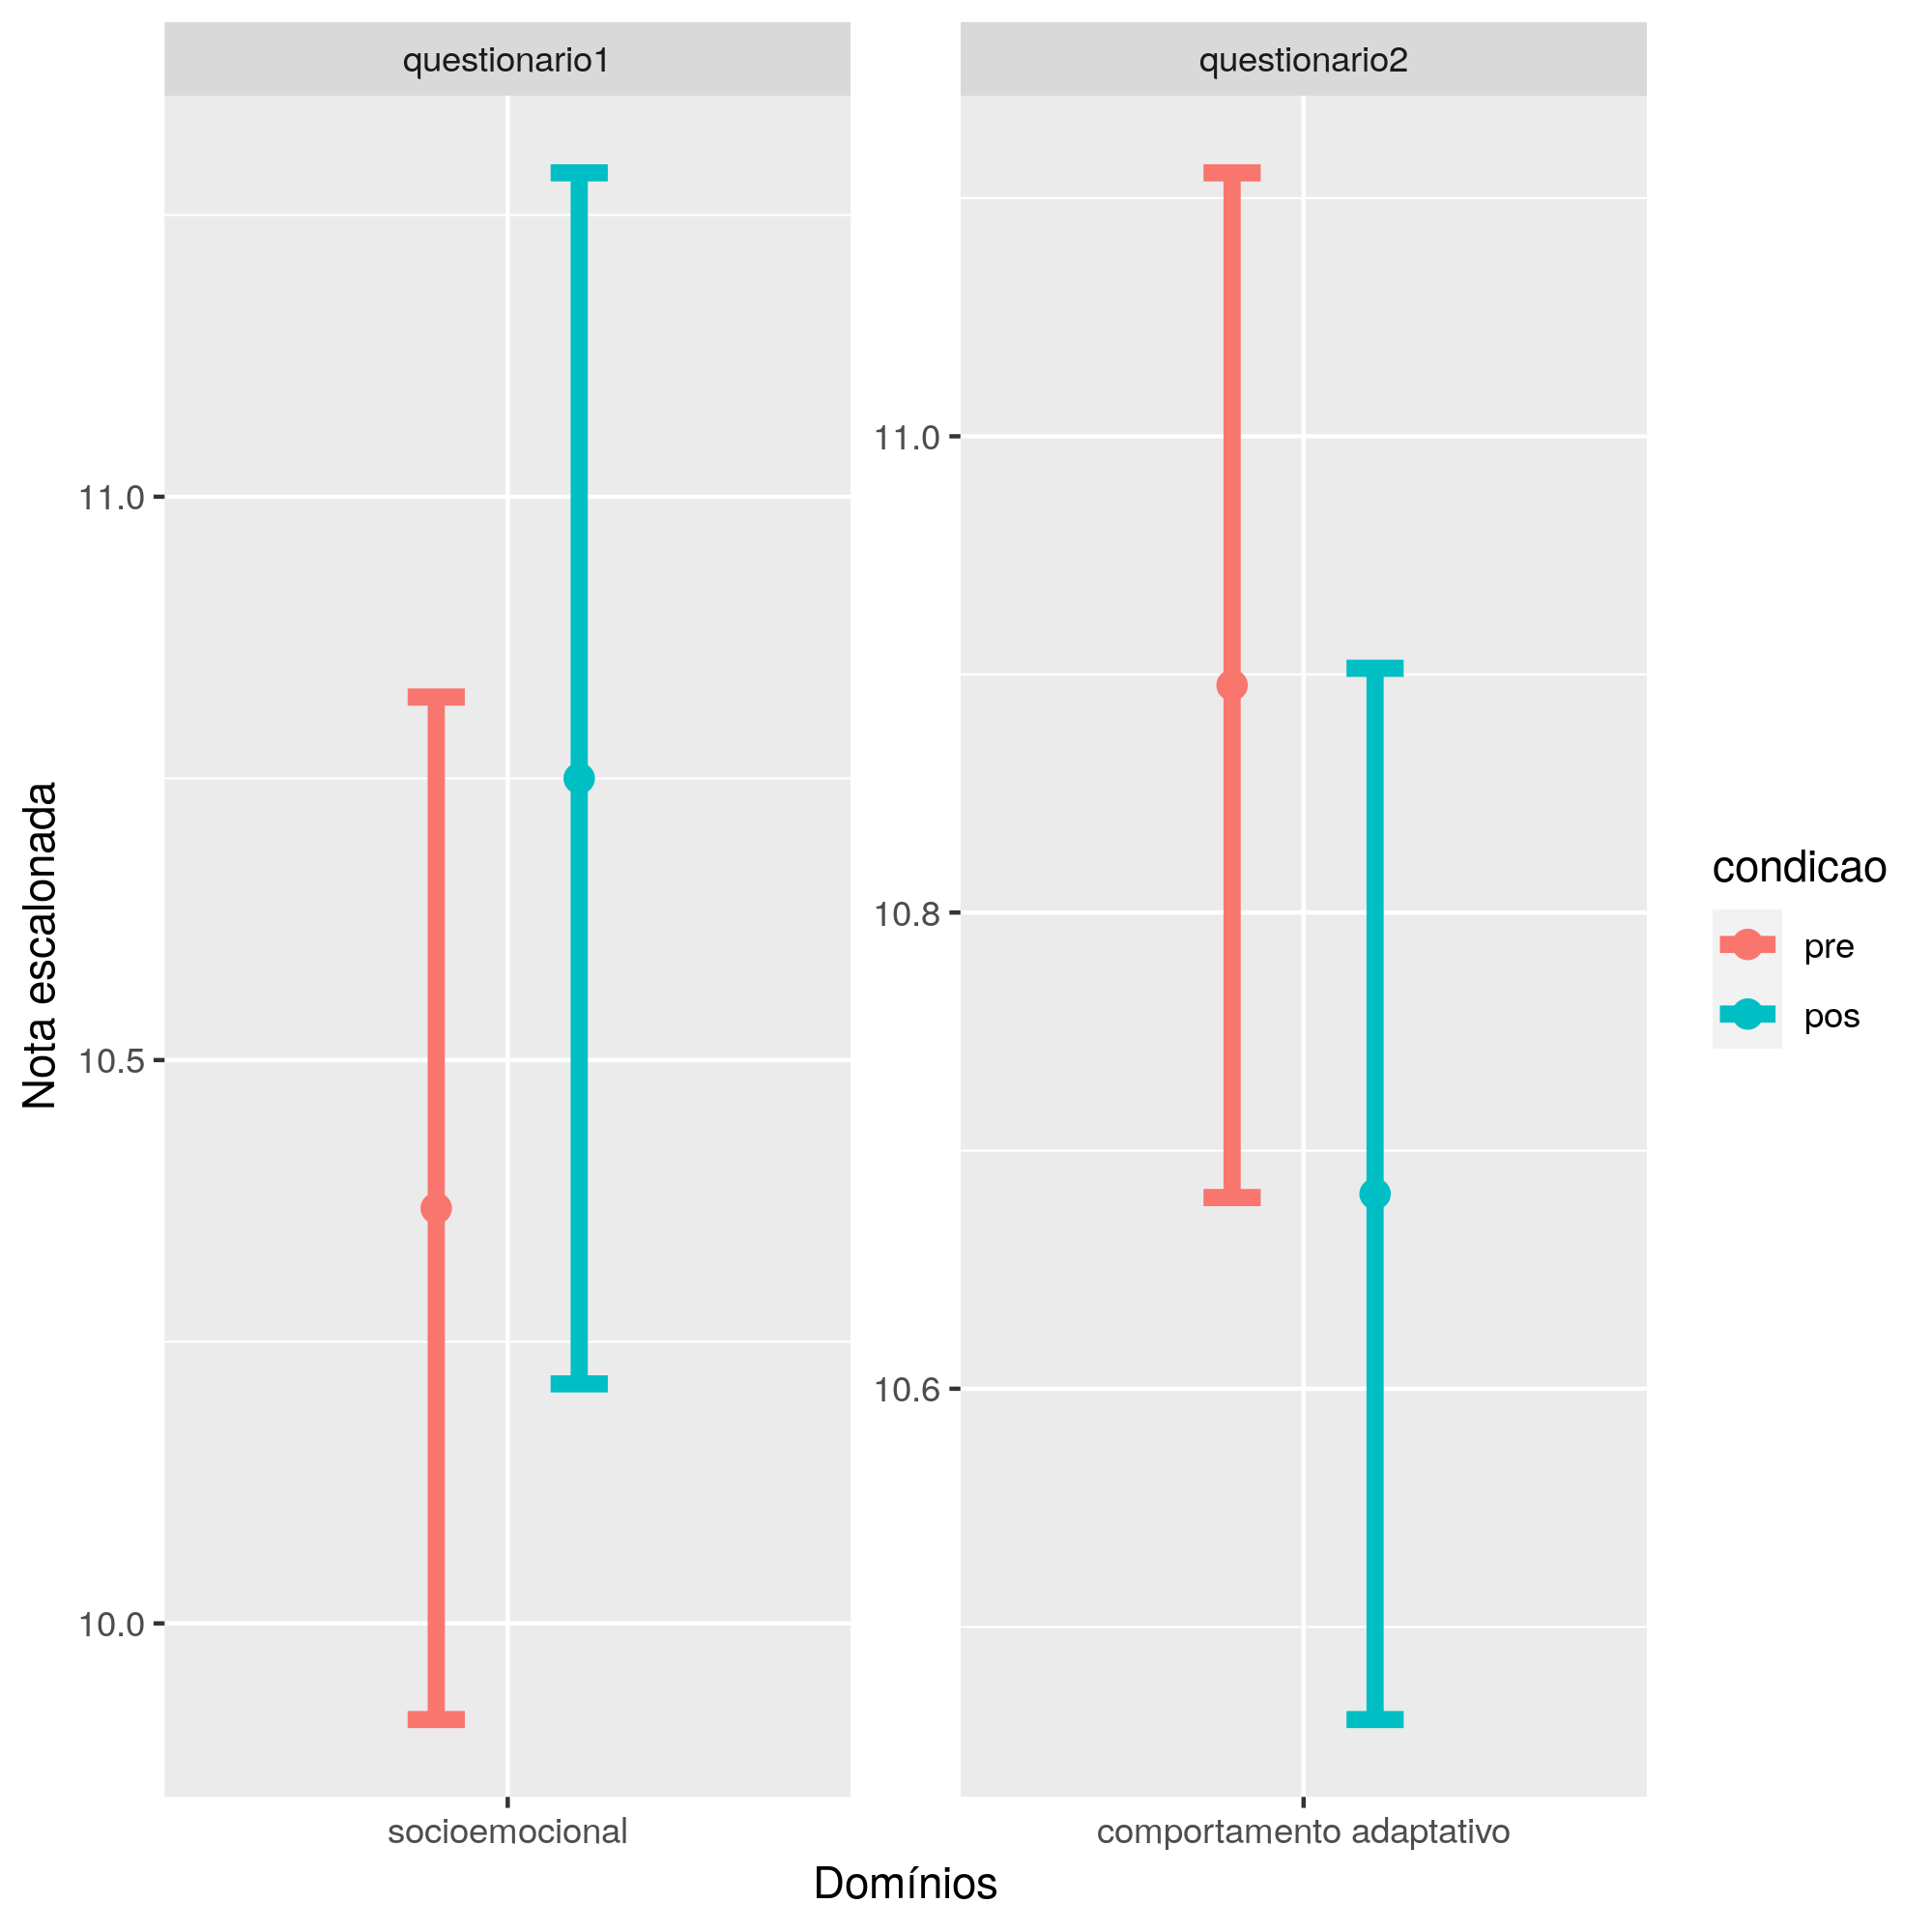 questionario1
questionario2
Nota escalonada
11.0
10.5
10.0
11.0
10.8
10.6
socioemocional
comportamento adaptativo
Domínios
condicao
pre
pos